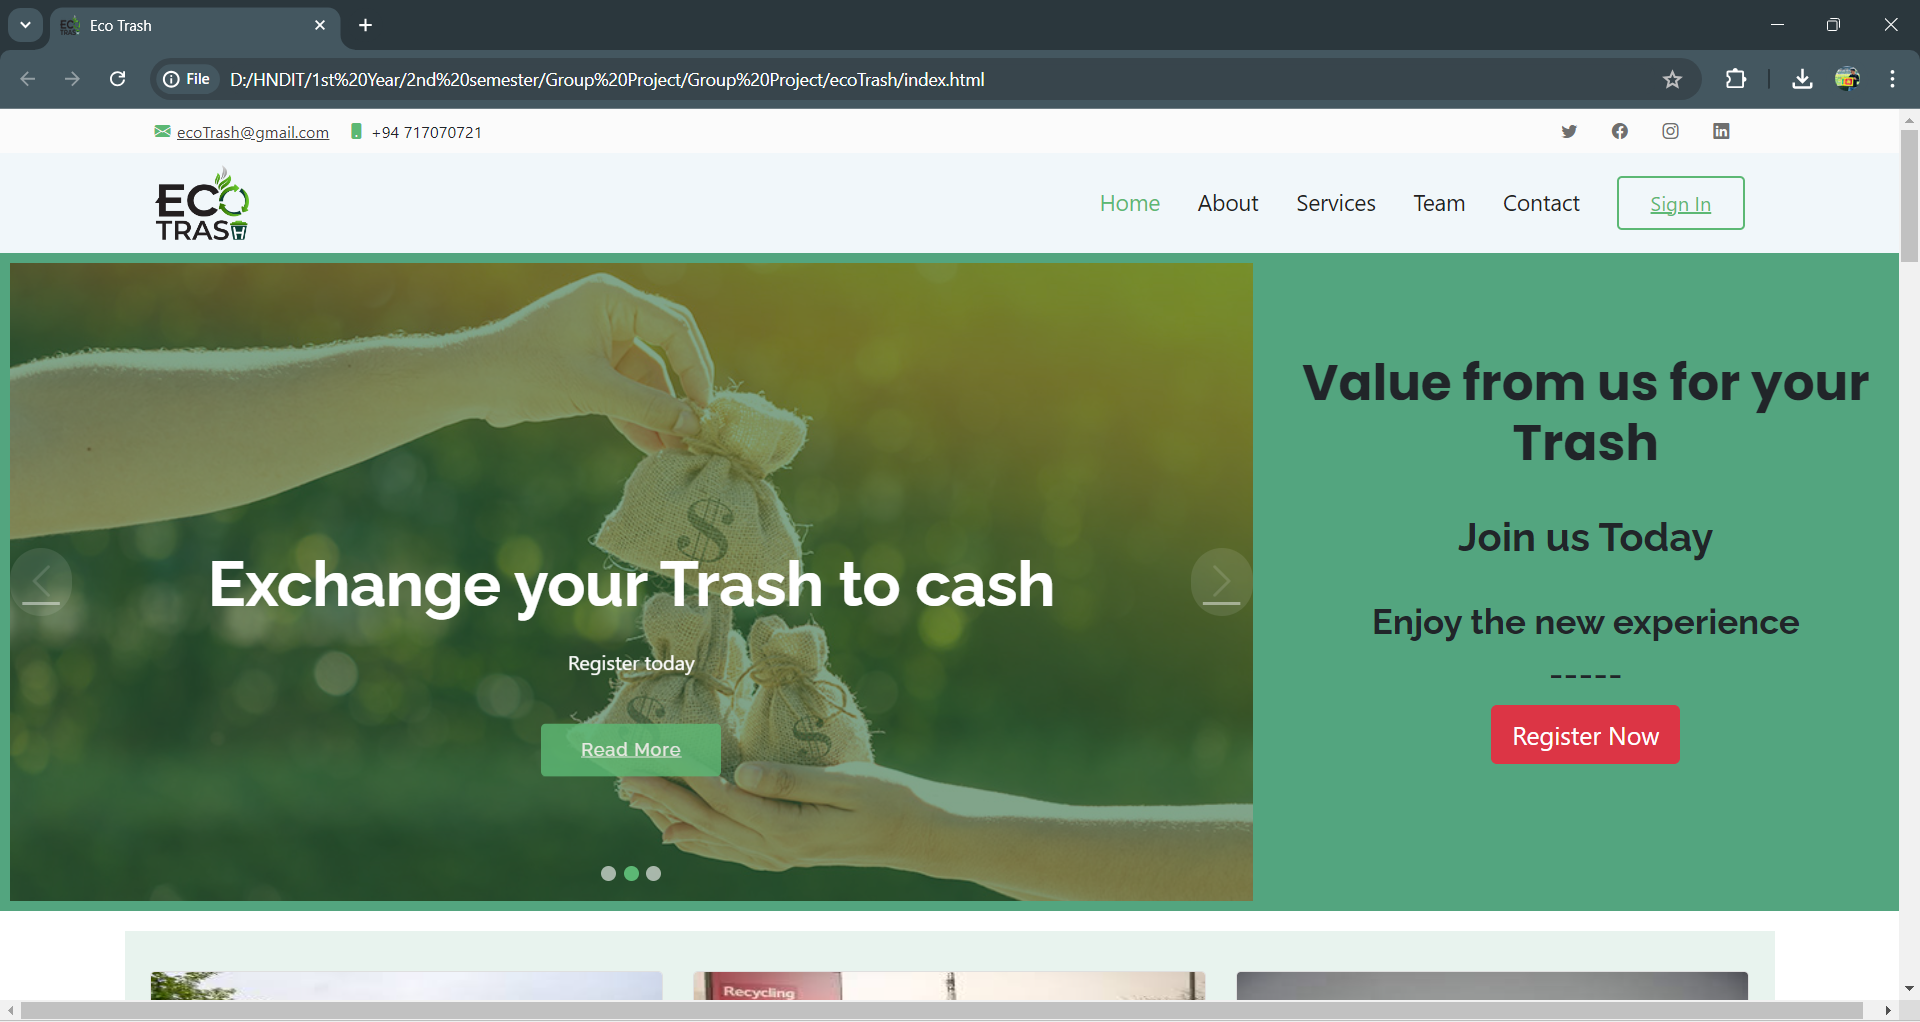 Eco Trash
File
D:/HNDIT/1st%20Year/2nd%20semester/Group%20Project/Group%20Project/ecoTrash/index.html
ecoTrash@gmail.com
+94 717070721
ECO
TRASH
Home
About
Services
Team
Contact
Sign In
Exchange your Trash to cash
Register today
Read More
Value from us for your
Trash
Join us Today
Enjoy the new experience
-----
Register Now
Recycling